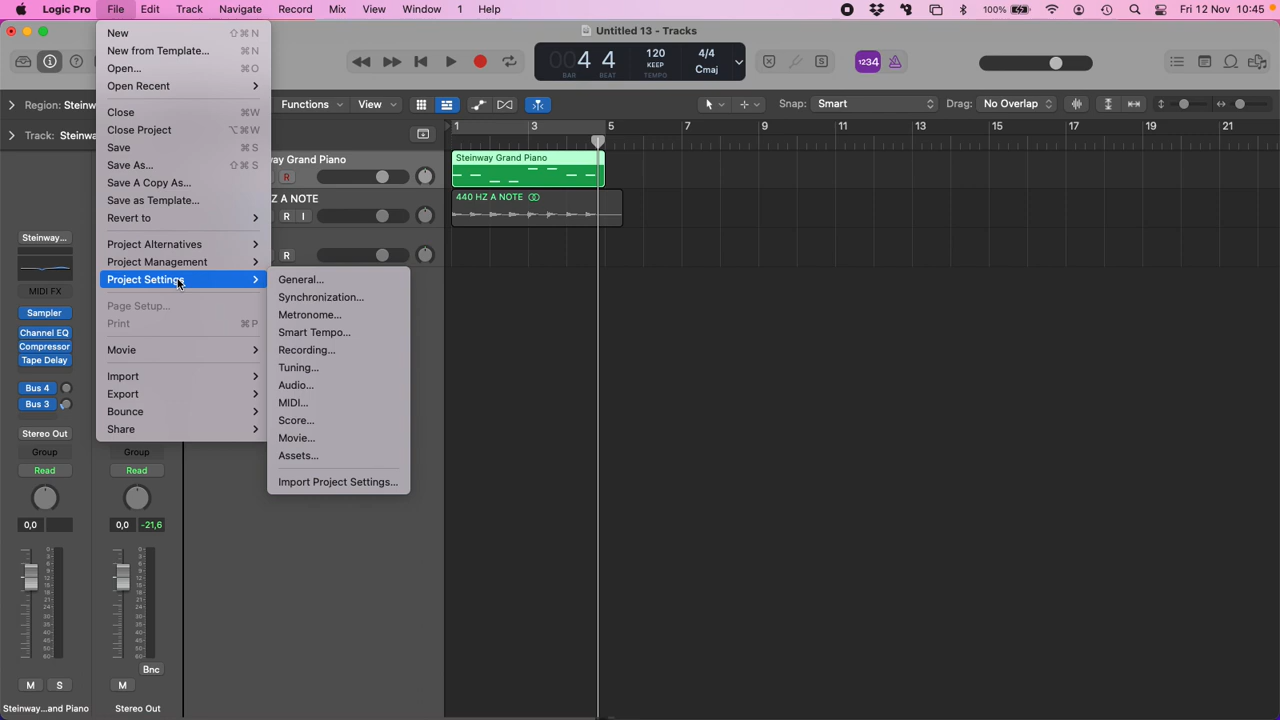 Logic Pro File Edit Track Navigate Record Mix View Window 1 Help 100% Fri 12 Nov 10:45
Untitled 13 - Tracks
New ⇧⌘N
New from Template... ⌘N
Open... ⌘O
Open Recent
Close ⌘W
Close Project ⌥⌘W
Save ⌘S
Save As... ⇧⌘S
Save A Copy As...
Save as Template...
Revert to
Project Alternatives
Project Management
Project Settings
Page Setup...
Print ⌘P
Movie
Import
Export
Bounce
Share
General...
Synchronization...
Metronome...
Smart Tempo...
Recording...
Tuning...
Audio...
MIDI...
Score...
Movie...
Assets...
Import Project Settings...
4 4 120 4/4
KEEP Cmaj
BAR BEAT TEMPO
1234
S
Region: Steinw
Functions View
Snap: Smart Drag: No Overlap
Track: Steinwa
1 3 5 7 9 11 13 15 17 19 21
way Grand Piano
R
Z A NOTE
R I
R
Steinway Grand Piano
440 HZ A NOTE
Steinway...
MIDI FX
Sampler
Channel EQ
Compressor
Tape Delay
Bus 4
Bus 3
Stereo Out
Group Group
Read Read
0,0 0,0 -21,6
Bnc
M S M
Steinway...and Piano Stereo Out